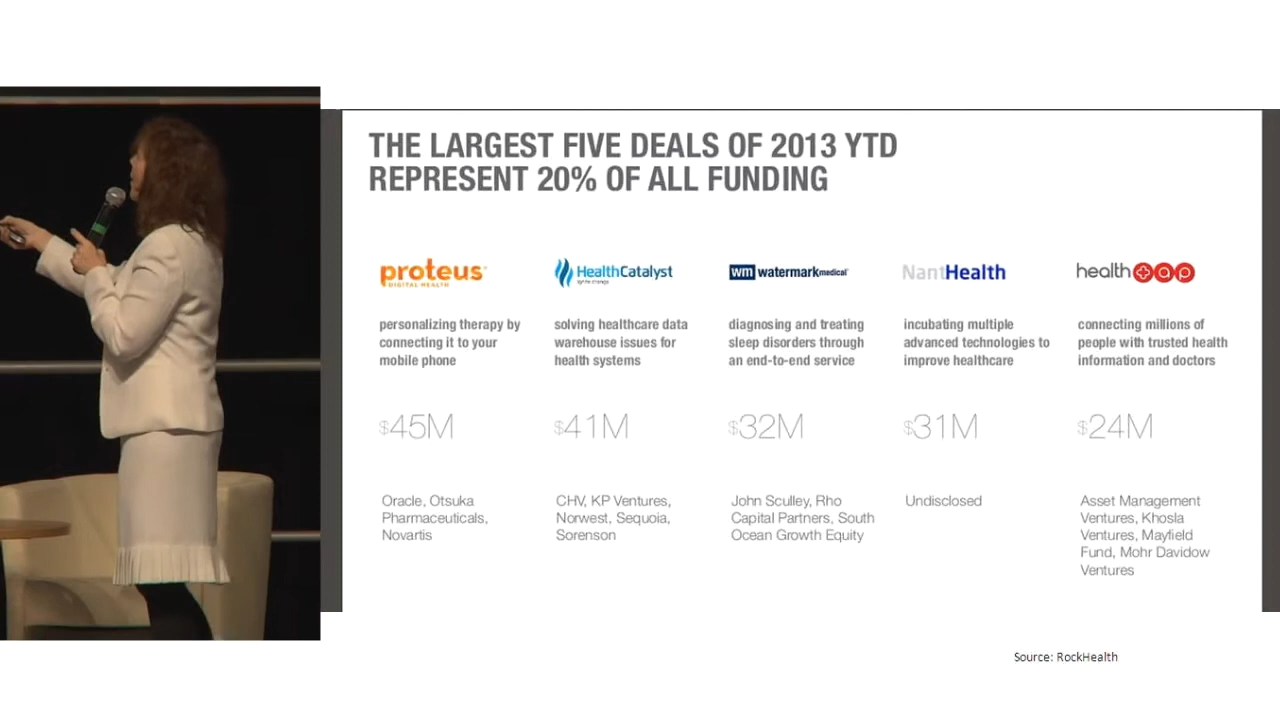 THE LARGEST FIVE DEALS OF 2013 YTD
REPRESENT 20% OF ALL FUNDING
proteus
DIGITAL HEALTH
personalizing therapy by
connecting it to your
mobile phone
$45M
Oracle, Otsuka
Pharmaceuticals,
Novartis
HealthCatalyst
ignite change
solving healthcare data
warehouse issues for
health systems
$41M
CHV, KP Ventures,
Norwest, Sequoia,
Sorenson
wm watermarkmedical
diagnosing and treating
sleep disorders through
an end-to-end service
$32M
John Sculley, Rho
Capital Partners, South
Ocean Growth Equity
NantHealth
incubating multiple
advanced technologies to
improve healthcare
$31M
Undisclosed
health tap
connecting millions of
people with trusted health
information and doctors
$24M
Asset Management
Ventures, Khosla
Ventures, Mayfield
Fund, Mohr Davidow
Ventures
Source: RockHealth